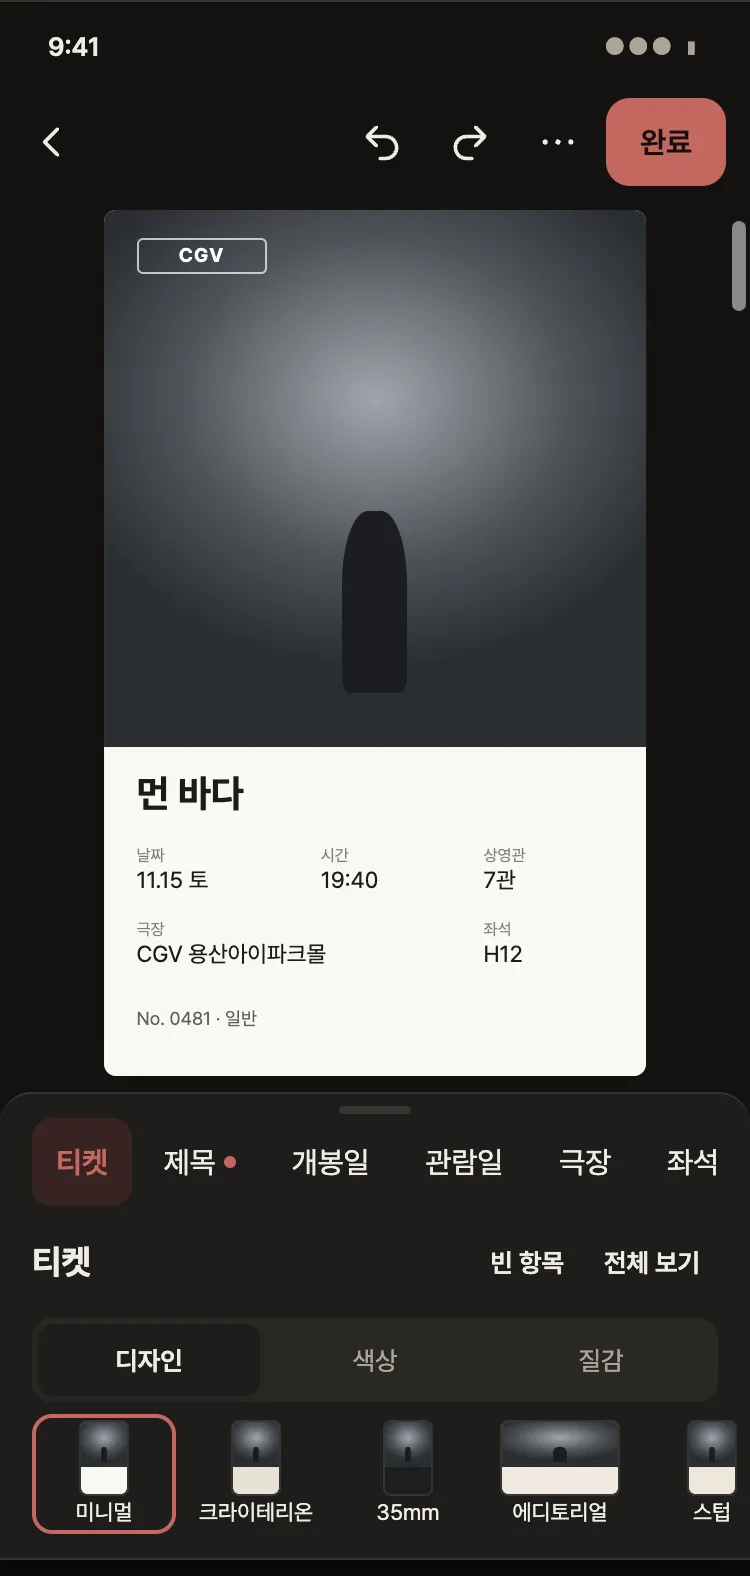 9:41
완료
CGV
먼 바다
날짜 시간 상영관
11.15 토 19:40 7관
극장 좌석
CGV 용산아이파크몰 H12
No. 0481 · 일반
티켓 제목 개봉일 관람일 극장 좌석
티켓 빈 항목 전체 보기
디자인 색상 질감
미니멀 크라이테리온 35mm 에디토리얼 스텁